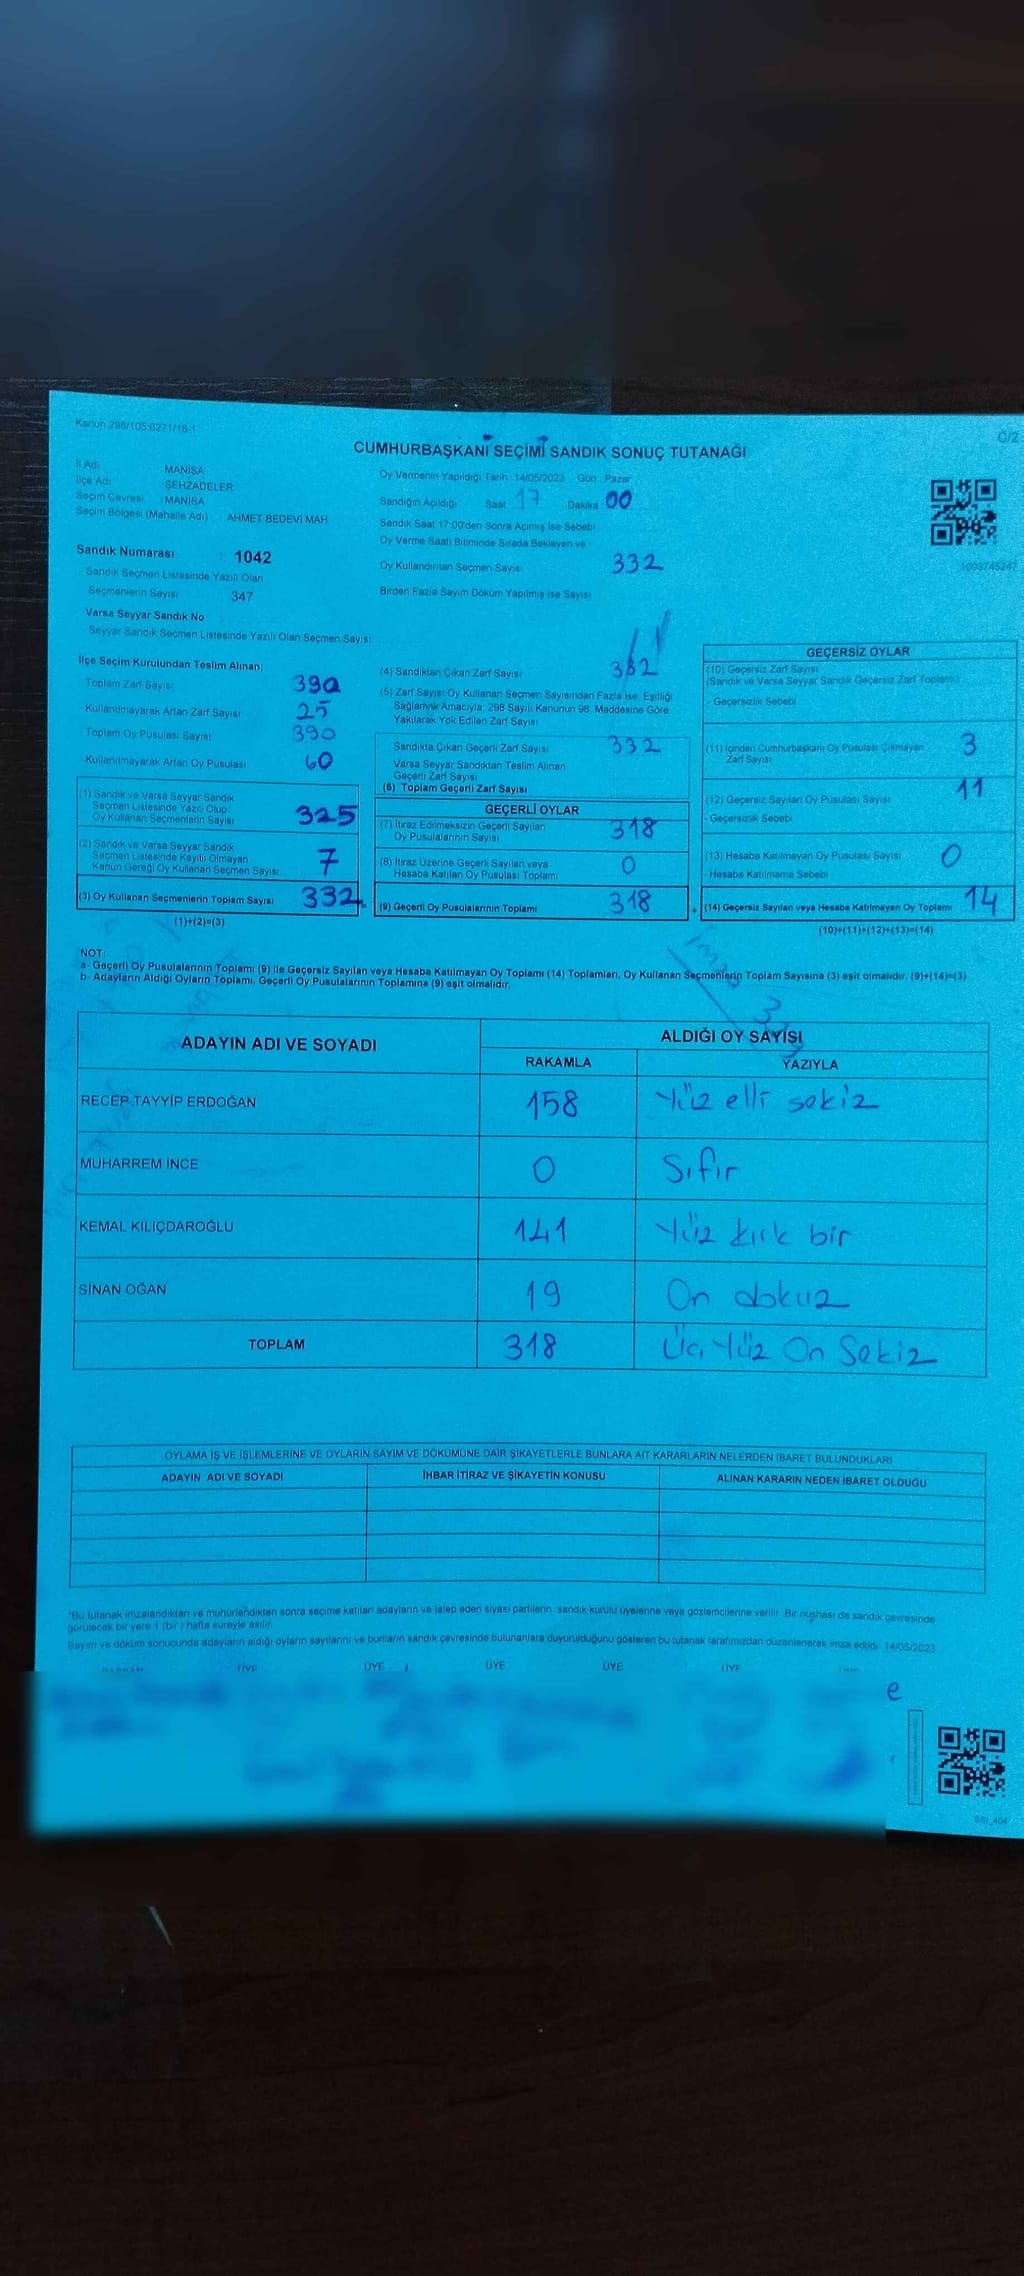 Kanun 298/105:6271/18-1
C/2
CUMHURBAŞKANI SEÇİMİ SANDIK SONUÇ TUTANAĞI
İl Adı : MANİSA
İlçe Adı : ŞEHZADELER
Seçim Çevresi : MANİSA
Seçim Bölgesi (Mahalle Adı) : AHMET BEDEVİ MAH
Sandık Numarası : 1042
Sandık Seçmen Listesinde Yazılı Olan
Seçmenlerin Sayısı 347
Varsa Seyyar Sandık No :
Seyyar Sandık Seçmen Listesinde Yazılı Olan Seçmen Sayısı:
Oy Vermenin Yapıldığı Tarih : 14/05/2023 Gün : Pazar
Sandığın Açıldığı Saat : 17 Dakika 00
Sandık Saat 17:00'den Sonra Açılmış İse Sebebi
Oy Verme Saati Bitiminde Sırada Bekleyen ve
Oy Kullandırılan Seçmen Sayısı 332
Birden Fazla Sayım Döküm Yapılmış İse Sayısı
1093745247
İlçe Seçim Kurulundan Teslim Alınan;
Toplam Zarf Sayısı 390
Kullanılmayarak Artan Zarf Sayısı 25
Toplam Oy Pusulası Sayısı 390
Kullanılmayarak Artan Oy Pusulası 60
(1) Sandık ve Varsa Seyyar Sandık
Seçmen Listesinde Yazılı Olup
Oy Kullanan Seçmenlerin Sayısı 325
(2) Sandık ve Varsa Seyyar Sandık
Seçmen Listesinde Kayıtlı Olmayan
Kanun Gereği Oy Kullanan Seçmen Sayısı 7
(3) Oy Kullanan Seçmenlerin Toplam Sayısı 332
(1)+(2)=(3)
(4) Sandıktan Çıkan Zarf Sayısı 332
(5) Zarf Sayısı Oy Kullanan Seçmen Sayısından Fazla İse, Eşitliği
Sağlamak Amacıyla; 298 Sayılı Kanunun 98. Maddesine Göre
Yakılarak Yok Edilen Zarf Sayısı
Sandıkta Çıkan Geçerli Zarf Sayısı 332
Varsa Seyyar Sandıktan Teslim Alınan
Geçerli Zarf Sayısı
(6) Toplam Geçerli Zarf Sayısı
GEÇERLİ OYLAR
(7) İtiraz Edilmeksizin Geçerli Sayılan
Oy Pusulalarının Sayısı 318
(8) İtiraz Üzerine Geçerli Sayılan veya
Hesaba Katılan Oy Pusulası Toplamı 0
(9) Geçerli Oy Pusulalarının Toplamı 318
GEÇERSİZ OYLAR
(10) Geçersiz Zarf Sayısı
(Sandık ve Varsa Seyyar Sandık Geçersiz Zarf Toplamı)
- Geçersizlik Sebebi
(11) İçinden Cumhurbaşkanı Oy Pusulası Çıkmayan
Zarf Sayısı 3
(12) Geçersiz Sayılan Oy Pusulası Sayısı 11
- Geçersizlik Sebebi
(13) Hesaba Katılmayan Oy Pusulası Sayısı 0
- Hesaba Katılmama Sebebi
(14) Geçersiz Sayılan veya Hesaba Katılmayan Oy Toplamı 14
(10)+(11)+(12)+(13)=(14)
NOT:
a- Geçerli Oy Pusulalarının Toplamı (9) ile Geçersiz Sayılan veya Hesaba Katılmayan Oy Toplamı (14) Toplamları, Oy Kullanan Seçmenlerin Toplam Sayısına (3) eşit olmalıdır. (9)+(14)=(3)
b- Adayların Aldığı Oyların Toplamı, Geçerli Oy Pusulalarının Toplamına (9) eşit olmalıdır.
ADAYIN ADI VE SOYADI
ALDIĞI OY SAYISI
RAKAMLA YAZIYLA
RECEP TAYYİP ERDOĞAN 158 Yüz elli sekiz
MUHARREM İNCE 0 Sıfır
KEMAL KILIÇDAROĞLU 141 Yüz kırk bir
SİNAN OĞAN 19 On dokuz
TOPLAM 318 Üç Yüz On Sekiz
OYLAMA İŞ VE İŞLEMLERİNE VE OYLARIN SAYIM VE DÖKÜMÜNE DAİR ŞİKAYETLERLE BUNLARA AİT KARARLARIN NELERDEN İBARET BULUNDUKLARI
ADAYIN ADI VE SOYADI İHBAR İTİRAZ VE ŞİKAYETİN KONUSU ALINAN KARARIN NEDEN İBARET OLDUĞU
*Bu tutanak imzalandıktan ve mühürlendikten sonra seçime katılan adayların ve talep eden siyasi partilerin sandık kurulu üyelerine veya gözlemcilerine verilir. Bir nüshası da sandık çevresinde
görülecek bir yere 1 (bir) hafta süreyle asılır.
Sayım ve döküm sonucunda adayların aldığı oyların sayılarını ve bunların sandık çevresinde bulunanlara duyurulduğunu gösteren bu tutanak tarafımızdan düzenlenerek imza edildi. 14/05/2023
ÜYE ÜYE ÜYE ÜYE ÜYE